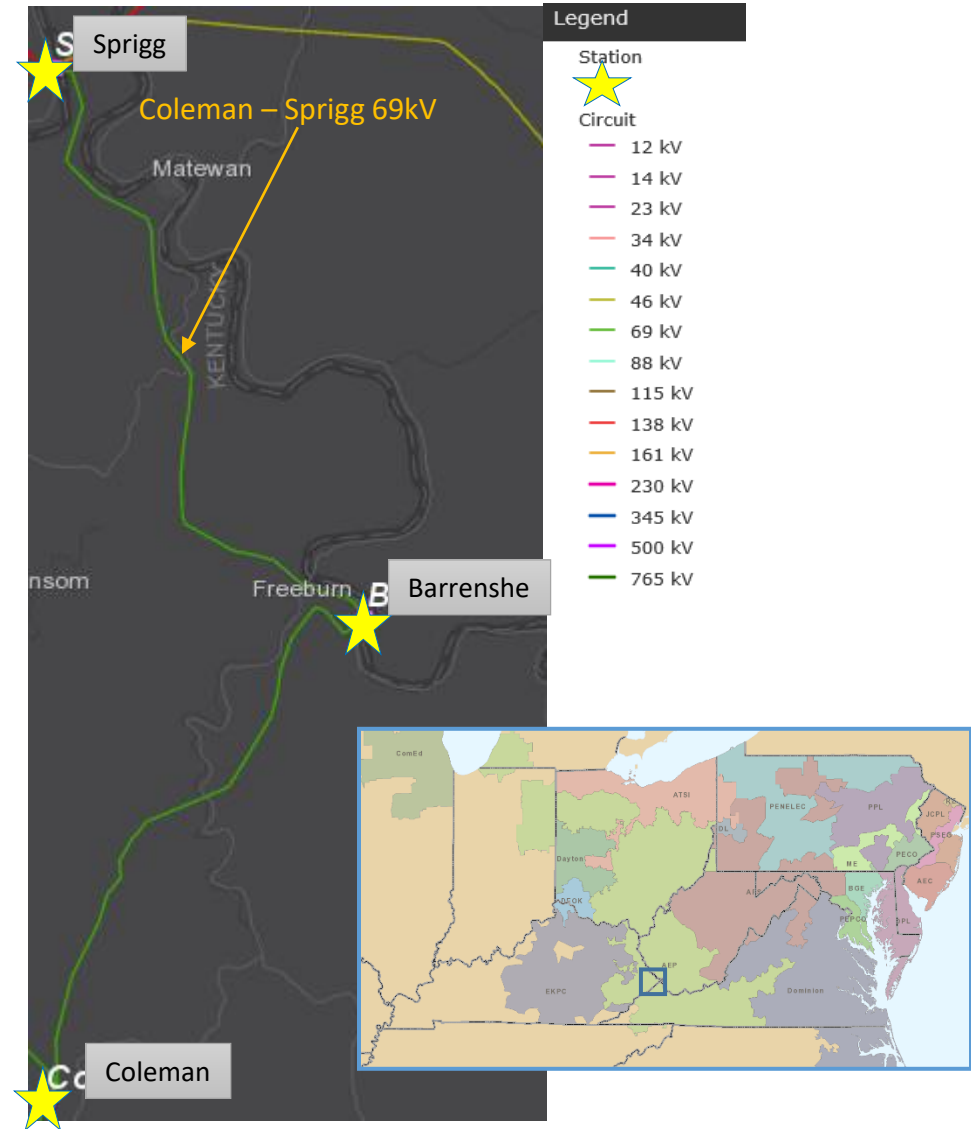 Legend
S
Sprigg
Station
Coleman – Sprigg 69kV
Circuit
12 kV
14 kV
23 kV
34 kV
40 kV
46 kV
69 kV
88 kV
115 kV
138 kV
161 kV
230 kV
345 kV
500 kV
765 kV
Matewan
KENTUCKY
nsom
Freeburn
B
Barrenshe
ComEd
ATSI
PENELEC
PPL
JCPL
DL
PSEG
Dayton
ME
PECO
AEC
BGE
DEOK
PEPCO
DPL
AEP
EKPC
Dominion
Co
Coleman